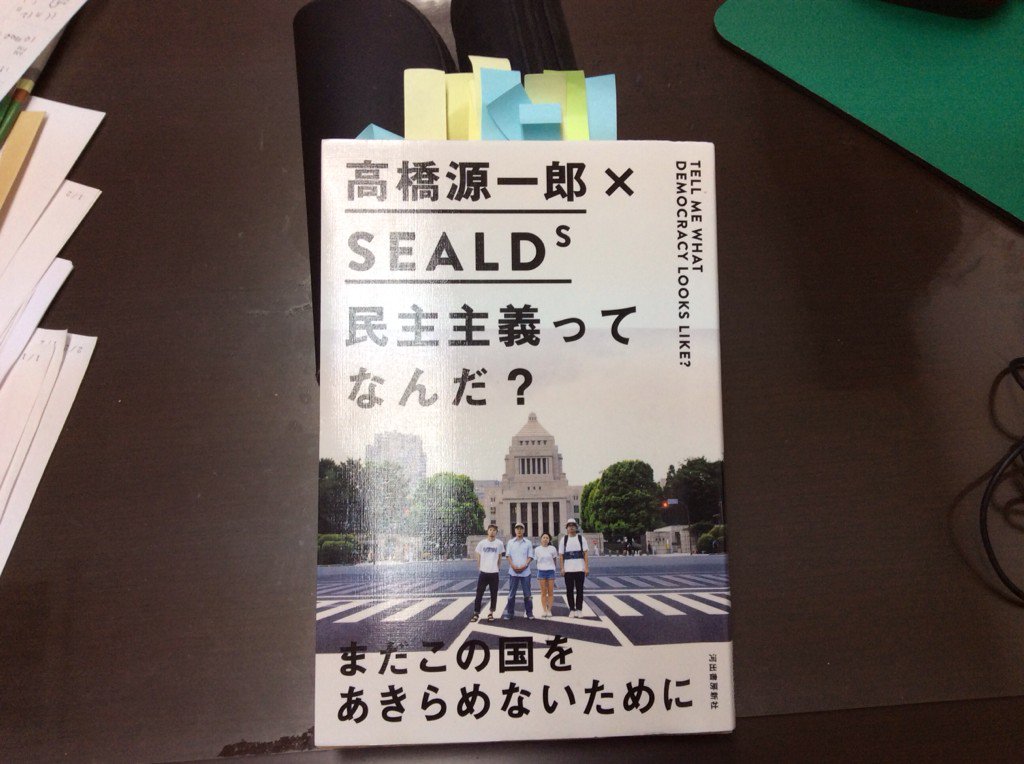 高橋源一郎×
SEALDs
民主主義って
なんだ？
TELL ME WHAT
DEMOCRACY LOOKS LIKE?
まだこの国を
あきらめないために
河出書房新社